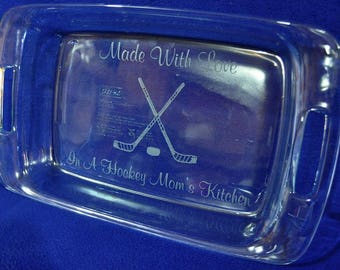 Made With Love
...In A Hockey Mom's Kitchen